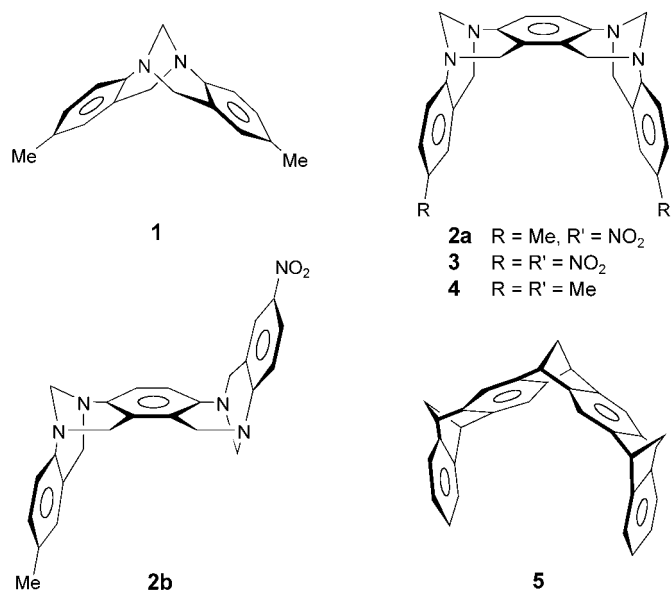 N
N
Me
Me
1
N
N
N
N
R
R
2a R = Me, R' = NO₂
3 R = R' = NO₂
4 R = R' = Me
NO₂
N
N
N
N
Me
2b
5